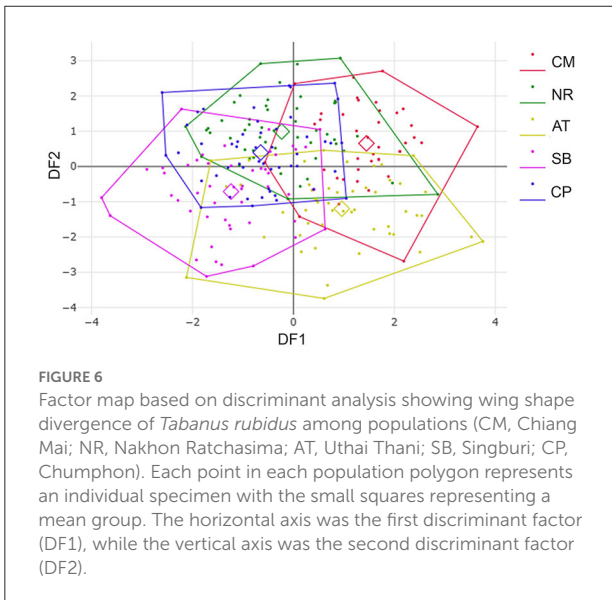 3
2
1
0
−1
−2
−3
−4
DF2
−4
−2
0
2
4
DF1
CM
NR
AT
SB
CP
FIGURE 6
Factor map based on discriminant analysis showing wing shape
divergence of Tabanus rubidus among populations (CM, Chiang
Mai; NR, Nakhon Ratchasima; AT, Uthai Thani; SB, Singburi; CP,
Chumphon). Each point in each population polygon represents
an individual specimen with the small squares representing a
mean group. The horizontal axis was the first discriminant factor
(DF1), while the vertical axis was the second discriminant factor
(DF2).